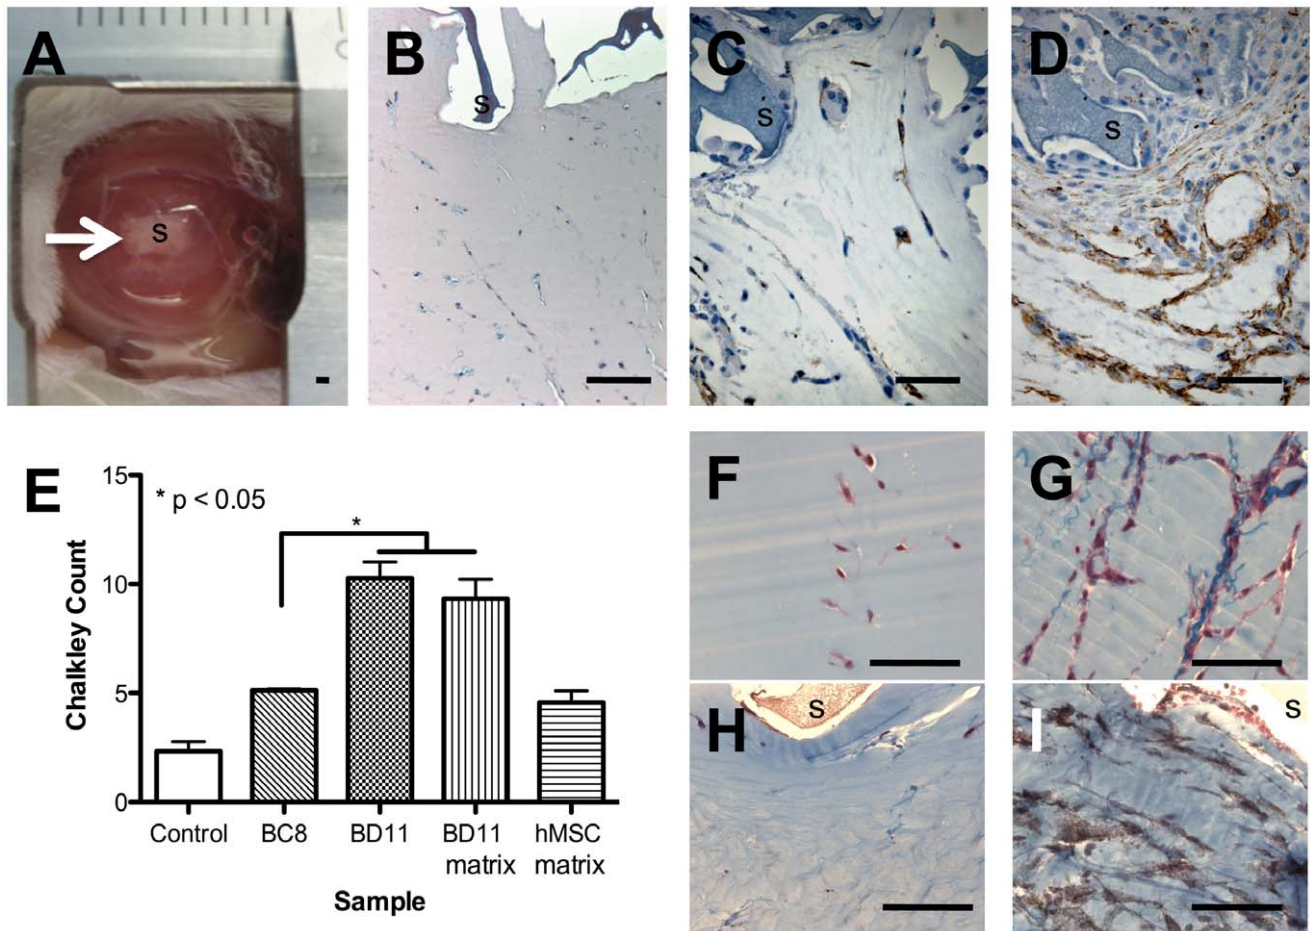 A
S
B
S
C
S
D
S
E
* p < 0.05
*
Chalkley Count
15
10
5
0
Control
BC8
BD11
BD11
matrix
hMSC
matrix
Sample
F
G
H
S
I
S